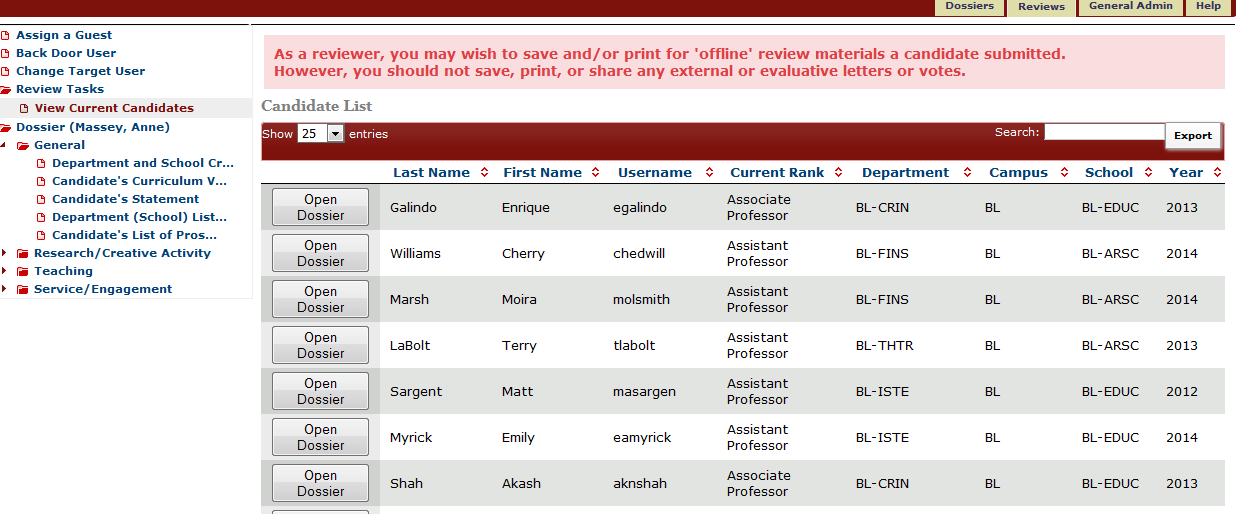 Dossiers Reviews General Admin Help
Assign a Guest
Back Door User
Change Target User
Review Tasks
View Current Candidates
Dossier (Massey, Anne)
General
Department and School Cr...
Candidate's Curriculum V...
Candidate's Statement
Department (School) List...
Candidate's List of Pros...
Research/Creative Activity
Teaching
Service/Engagement
As a reviewer, you may wish to save and/or print for 'offline' review materials a candidate submitted.
However, you should not save, print, or share any external or evaluative letters or votes.
Candidate List
Show 25 entries Search: Export
Last Name First Name Username Current Rank Department Campus School Year
Open Dossier Galindo Enrique egalindo Associate Professor BL-CRIN BL BL-EDUC 2013
Open Dossier Williams Cherry chedwill Assistant Professor BL-FINS BL BL-ARSC 2014
Open Dossier Marsh Moira molsmith Assistant Professor BL-FINS BL BL-ARSC 2014
Open Dossier LaBolt Terry tlabolt Assistant Professor BL-THTR BL BL-ARSC 2013
Open Dossier Sargent Matt masargen Assistant Professor BL-ISTE BL BL-EDUC 2012
Open Dossier Myrick Emily eamyrick Assistant Professor BL-ISTE BL BL-EDUC 2014
Open Dossier Shah Akash aknshah Associate Professor BL-CRIN BL BL-EDUC 2013